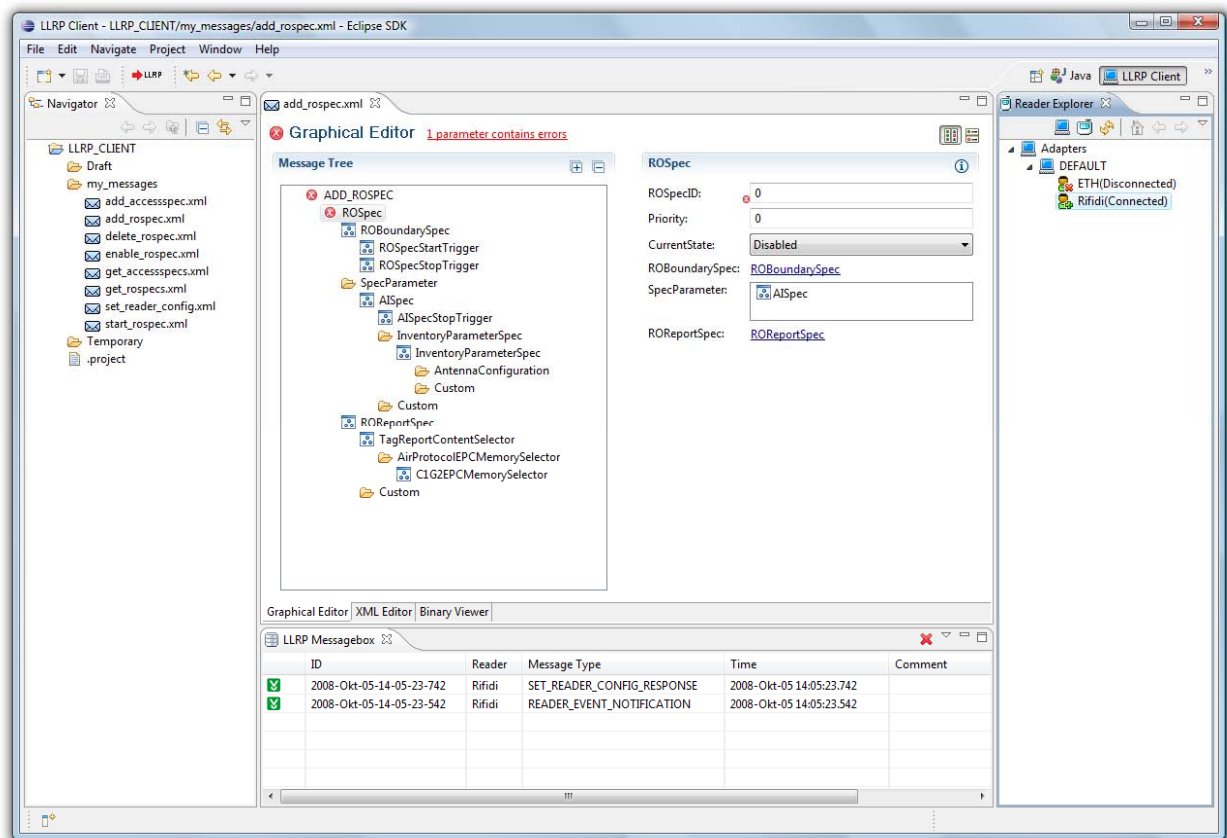 LLRP Client - LLRP_CLIENT/my_messages/add_rospec.xml - Eclipse SDK
File Edit Navigate Project Window Help
LLRP
Java LLRP Client
Navigator
LLRP_CLIENT
Draft
my_messages
add_accessspec.xml
add_rospec.xml
delete_rospec.xml
enable_rospec.xml
get_accessspecs.xml
get_rospecs.xml
set_reader_config.xml
start_rospec.xml
Temporary
.project
add_rospec.xml
Graphical Editor 1 parameter contains errors
Message Tree
ADD_ROSPEC
ROSpec
ROBoundarySpec
ROSpecStartTrigger
ROSpecStopTrigger
SpecParameter
AISpec
AISpecStopTrigger
InventoryParameterSpec
InventoryParameterSpec
AntennaConfiguration
Custom
Custom
ROReportSpec
TagReportContentSelector
AirProtocolEPCMemorySelector
C1G2EPCMemorySelector
Custom
ROSpec
ROSpecID: 0
Priority: 0
CurrentState: Disabled
ROBoundarySpec: ROBoundarySpec
SpecParameter: AISpec
ROReportSpec: ROReportSpec
Graphical Editor XML Editor Binary Viewer
Reader Explorer
Adapters
DEFAULT
ETH(Disconnected)
Rifidi(Connected)
LLRP Messagebox
ID Reader Message Type Time Comment
2008-Okt-05-14-05-23-742 Rifidi SET_READER_CONFIG_RESPONSE 2008-Okt-05 14:05:23.742
2008-Okt-05-14-05-23-542 Rifidi READER_EVENT_NOTIFICATION 2008-Okt-05 14:05:23.542